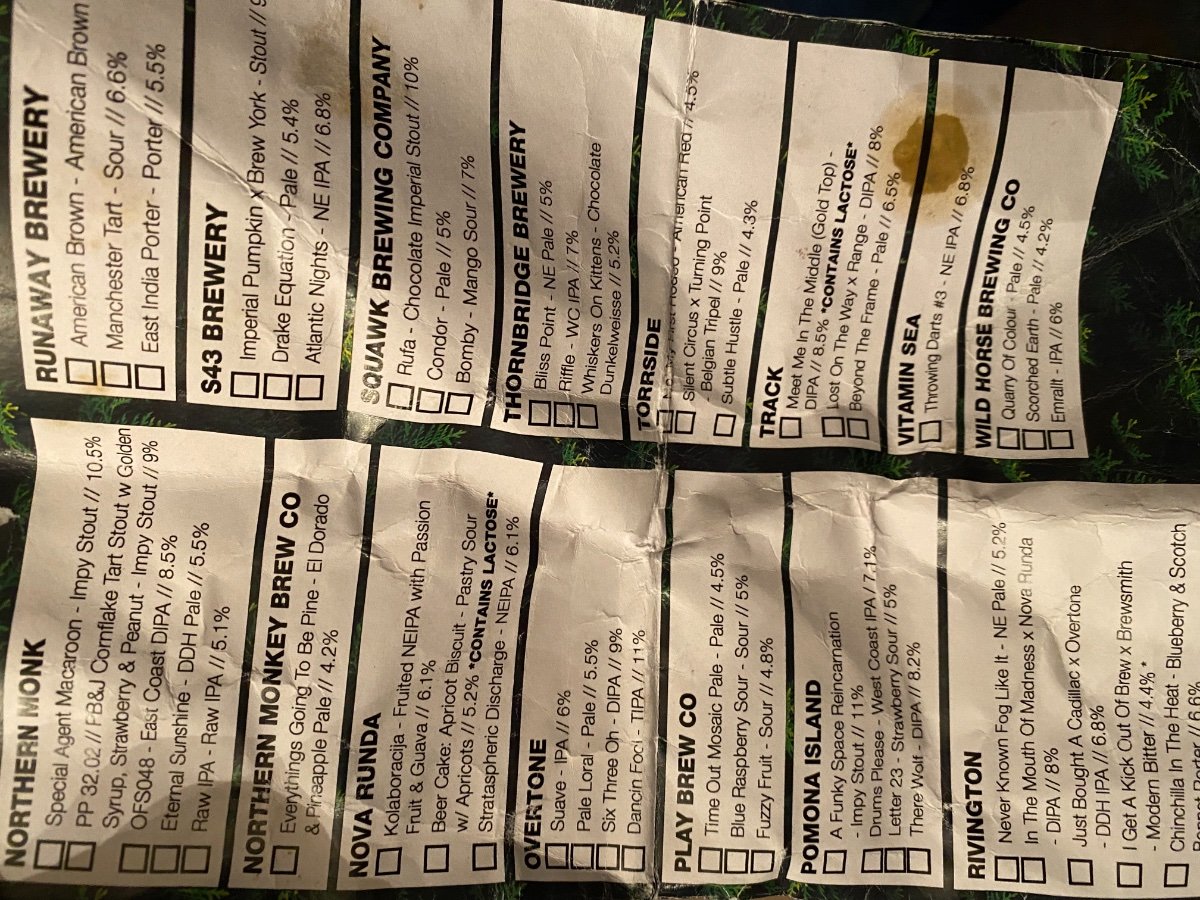 NORTHERN MONK
Special Agent Macaroon - Impy Stout // 10.5%
PP 32.02 // FB&J Cornflake Tart Stout w Golden
Syrup, Strawberry & Peanut - Impy Stout // 9%
OFS048 - East Coast DIPA // 8.5%
Eternal Sunshine - DDH Pale // 5.5%
Raw IPA - Raw IPA // 5.1%
NORTHERN MONKEY BREW CO
Everythings Going To Be Pine - El Dorado
& Pineapple Pale // 4.2%
NOVA RUNDA
Kolaboracija - Fruited NEIPA with Passion
Fruit & Guava // 6.1%
Beer Cake: Apricot Biscuit - Pastry Sour
w/ Apricots // 5.2% *CONTAINS LACTOSE*
Strataspheric Discharge - NEIPA // 6.1%
OVERTONE
Suave - IPA // 6%
Pale Loral - Pale // 5.5%
Six Three Oh - DIPA // 9%
Dancin Foci - TIPA // 11%
PLAY BREW CO
Time Out Mosaic Pale - Pale // 4.5%
Blue Raspberry Sour - Sour // 5%
Fuzzy Fruit - Sour // 4.8%
POMONA ISLAND
A Funky Space Reincarnation
- Impy Stout // 11%
Drums Please - West Coast IPA / 7.1%
Letter 23 - Strawberry Sour // 5%
There Wolf - DIPA // 8.2%
RIVINGTON
Never Known Fog Like It - NE Pale // 5.2%
In The Mouth Of Madness x Nova Runda
- DIPA // 8%
Just Bought A Cadillac x Overtone
- DDH IPA // 6.8%
I Get A Kick Out Of Brew x Brewsmith
- Modern Bitter // 4.4% *
Chinchilla In The Heat - Blueberry & Scotch
RUNAWAY BREWERY
American Brown - American Brown
Manchester Tart - Sour // 6.6%
East India Porter - Porter // 5.5%
S43 BREWERY
Imperial Pumpkin x Brew York - Stout //
Drake Equation - Pale // 5.4%
Atlantic Nights - NE IPA // 6.8%
SQUAWK BREWING COMPANY
Rufa - Chocolate Imperial Stout // 10%
Condor - Pale // 5%
Bomby - Mango Sour // 7%
THORNBRIDGE BREWERY
Bliss Point - NE Pale // 5%
Riffle - WC IPA // 7%
Whiskers On Kittens - Chocolate
Dunkelweisse // 5.2%
TORRSIDE
First - American Red // 4.5%
Silent Circus x Turning Point
- Belgian Tripel // 9%
Subtle Hustle - Pale // 4.3%
TRACK
Meet Me In The Middle (Gold Top) -
DIPA // 8.5% *CONTAINS LACTOSE*
Lost On The Way x Range - DIPA // 8%
Beyond The Frame - Pale // 6.5%
VITAMIN SEA
Throwing Darts #3 - NE IPA // 6.8%
WILD HORSE BREWING CO
Quarry Of Colour - Pale // 4.5%
Scorched Earth - Pale // 4.2%
Emrallt - IPA // 6%